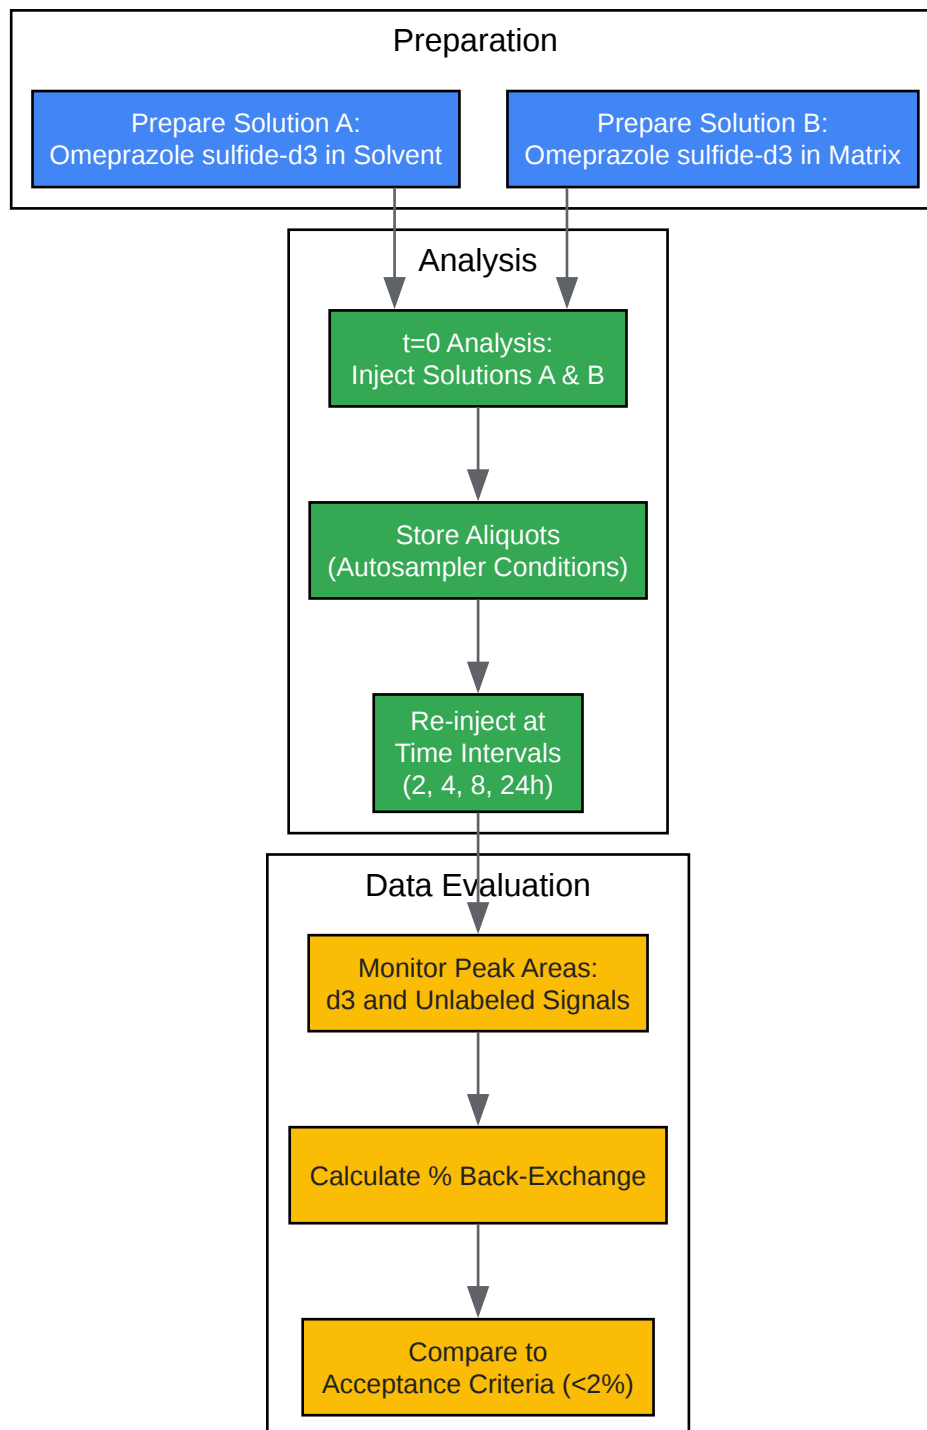 Preparation
Prepare Solution A:
Omeprazole sulfide-d3 in Solvent
Prepare Solution B:
Omeprazole sulfide-d3 in Matrix
Analysis
t=0 Analysis:
Inject Solutions A & B
Store Aliquots
(Autosampler Conditions)
Re-inject at
Time Intervals
(2, 4, 8, 24h)
Data Evaluation
Monitor Peak Areas:
d3 and Unlabeled Signals
Calculate % Back-Exchange
Compare to
Acceptance Criteria (<2%)